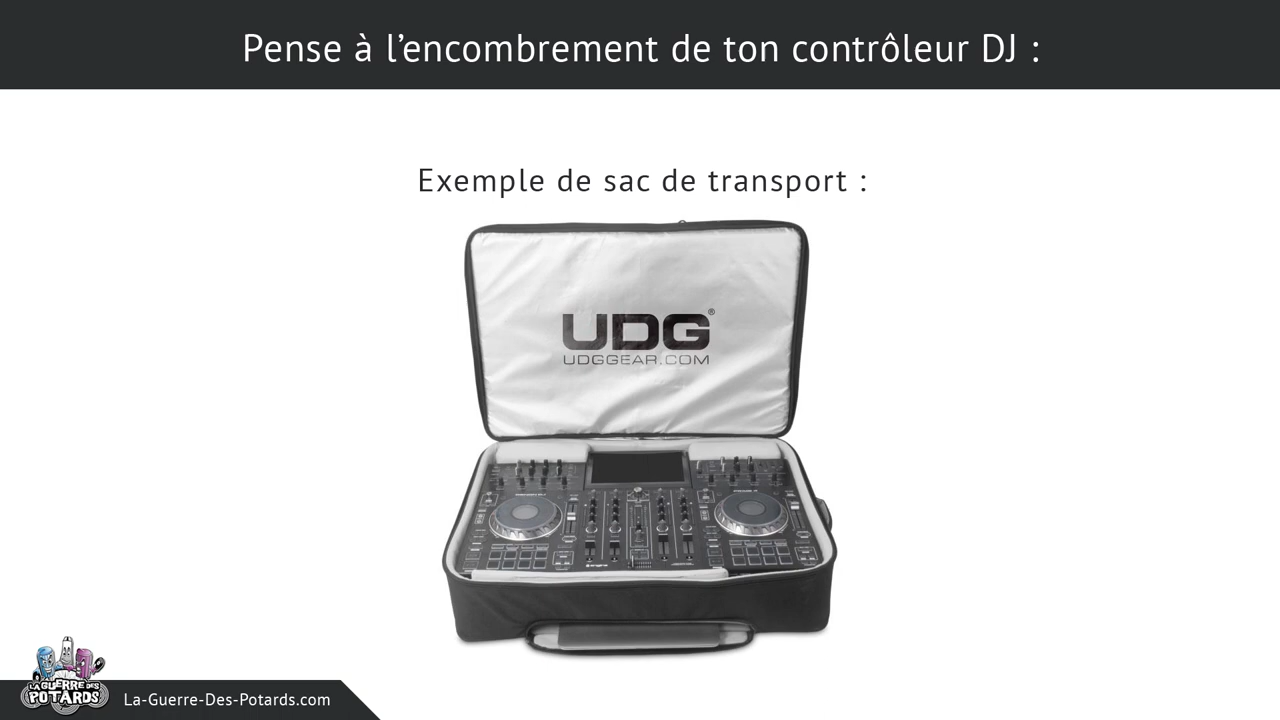 Pense à l’encombrement de ton contrôleur DJ :
Exemple de sac de transport :
UDG®
UDGGEAR.COM
LA GUERRE DES
POTARDS
La-Guerre-Des-Potards.com